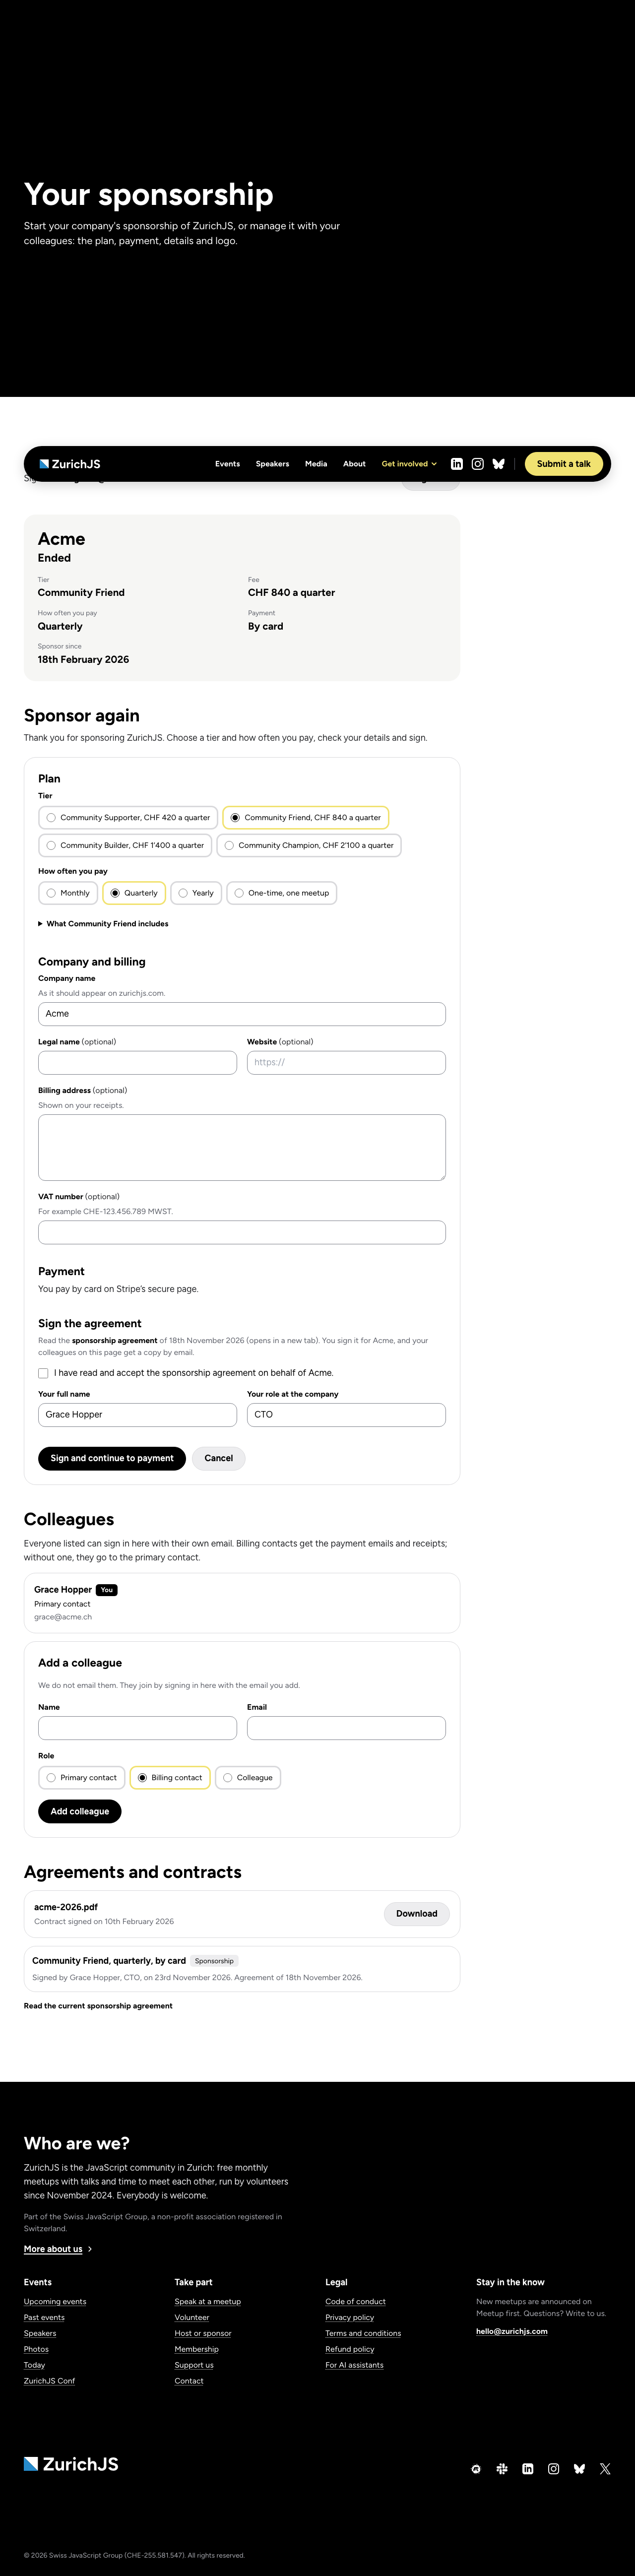 Your sponsorship
Start your company's sponsorship of ZurichJS, or manage it with your
colleagues: the plan, payment, details and logo.
ZurichJS
Events
Speakers
Media
About
Get involved
Submit a talk
Acme
Ended
Tier
Community Friend
Fee
CHF 840 a quarter
How often you pay
Quarterly
Payment
By card
Sponsor since
18th February 2026
Sponsor again
Thank you for sponsoring ZurichJS. Choose a tier and how often you pay, check your details and sign.
Plan
Tier
Community Supporter, CHF 420 a quarter
Community Friend, CHF 840 a quarter
Community Builder, CHF 1'400 a quarter
Community Champion, CHF 2'100 a quarter
How often you pay
Monthly
Quarterly
Yearly
One-time, one meetup
What Community Friend includes
Company and billing
Company name
As it should appear on zurichjs.com.
Acme
Legal name (optional)
Website (optional)
https://
Billing address (optional)
Shown on your receipts.
VAT number (optional)
For example CHE-123.456.789 MWST.
Payment
You pay by card on Stripe's secure page.
Sign the agreement
Read the sponsorship agreement of 18th November 2026 (opens in a new tab). You sign it for Acme, and your
colleagues on this page get a copy by email.
I have read and accept the sponsorship agreement on behalf of Acme.
Your full name
Your role at the company
Grace Hopper
CTO
Sign and continue to payment
Cancel
Colleagues
Everyone listed can sign in here with their own email. Billing contacts get the payment emails and receipts;
without one, they go to the primary contact.
Grace Hopper You
Primary contact
grace@acme.ch
Add a colleague
We do not email them. They join by signing in here with the email you add.
Name
Email
Role
Primary contact
Billing contact
Colleague
Add colleague
Agreements and contracts
acme-2026.pdf
Contract signed on 10th February 2026
Download
Community Friend, quarterly, by card Sponsorship
Signed by Grace Hopper, CTO, on 23rd November 2026. Agreement of 18th November 2026.
Read the current sponsorship agreement
Who are we?
ZurichJS is the JavaScript community in Zurich: free monthly
meetups with talks and time to meet each other, run by volunteers
since November 2024. Everybody is welcome.
Part of the Swiss JavaScript Group, a non-profit association registered in
Switzerland.
More about us
Events
Upcoming events
Past events
Speakers
Photos
Today
ZurichJS Conf
Take part
Speak at a meetup
Volunteer
Host or sponsor
Membership
Support us
Contact
Legal
Code of conduct
Privacy policy
Terms and conditions
Refund policy
For AI assistants
Stay in the know
New meetups are announced on
Meetup first. Questions? Write to us.
hello@zurichjs.com
ZurichJS
© 2026 Swiss JavaScript Group (CHE-255.581.547). All rights reserved.